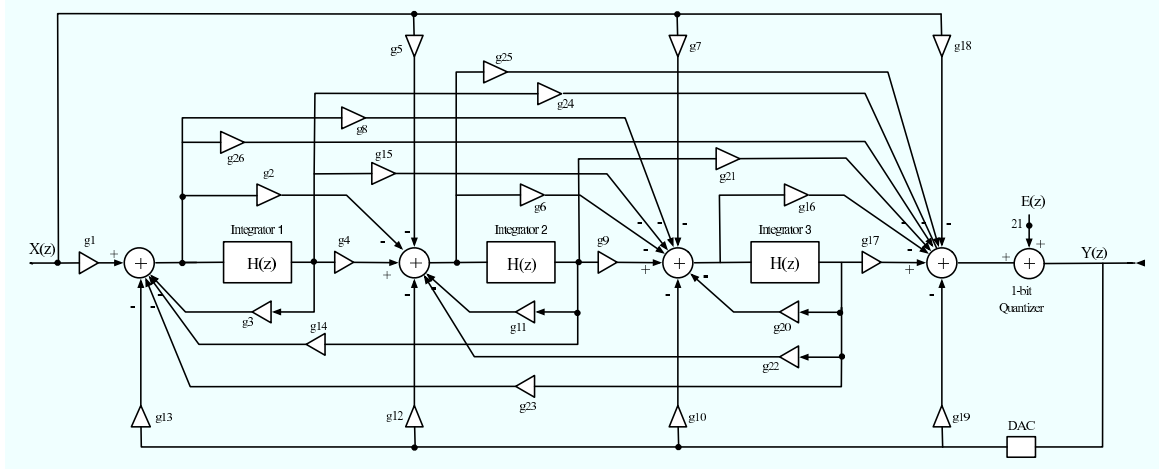 g5
g7
g18
g25
g24
g8
g26
g15
g21
g2
g6
g16
E(z)
21
X(z)
g1
+
+
Integrator 1
H(z)
g4
-
-
+
+
Integrator 2
H(z)
g9
-
-
-
-
+
+
Integrator 3
H(z)
g17
-
-
-
+
+
+
+
+
Y(z)
1-bit
Quantizer
-
-
-
g3
g14
-
g11
-
-
g20
g22
-
g23
g13
g12
g10
g19
DAC